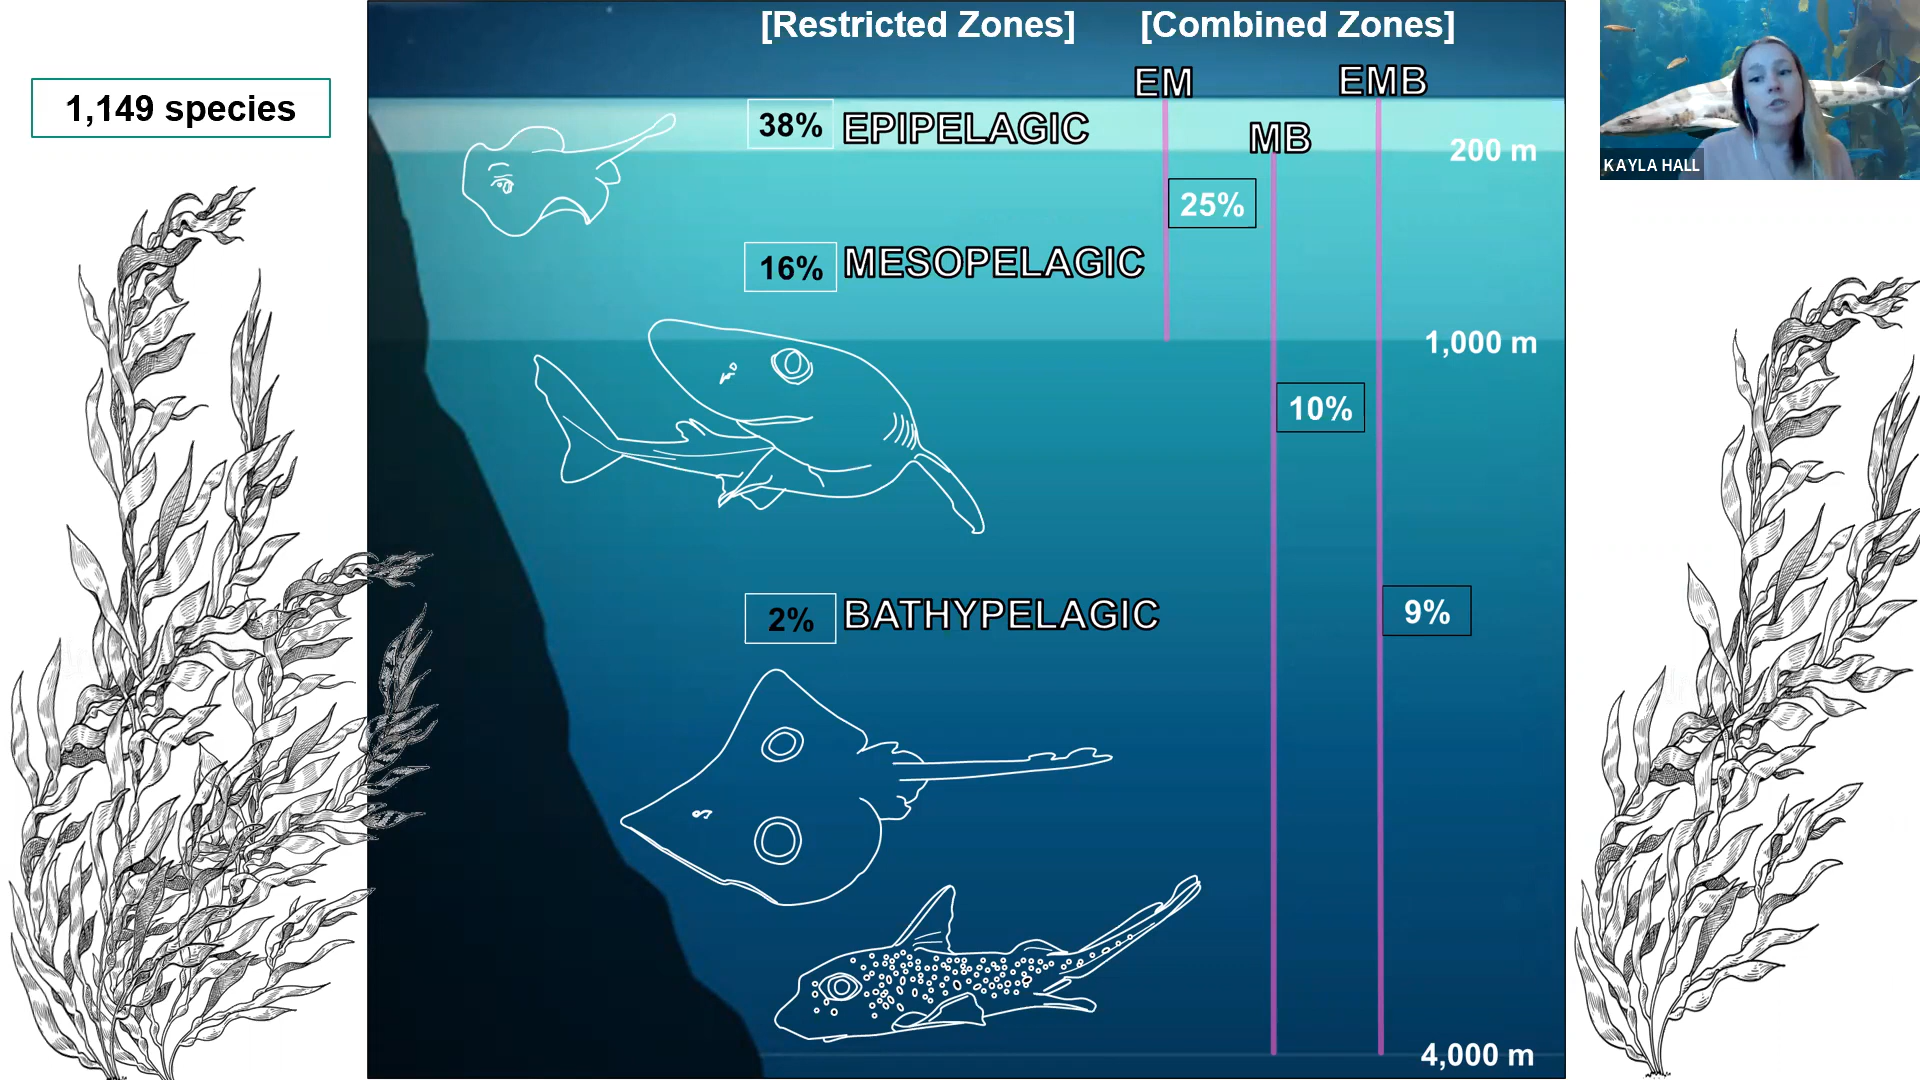 [Restricted Zones] [Combined Zones]
1,149 species
EM
EMB
38% EPIPELAGIC
MB
200 m
KAYLA HALL
25%
16% MESOPELAGIC
1,000 m
10%
2% BATHYPELAGIC
9%
4,000 m